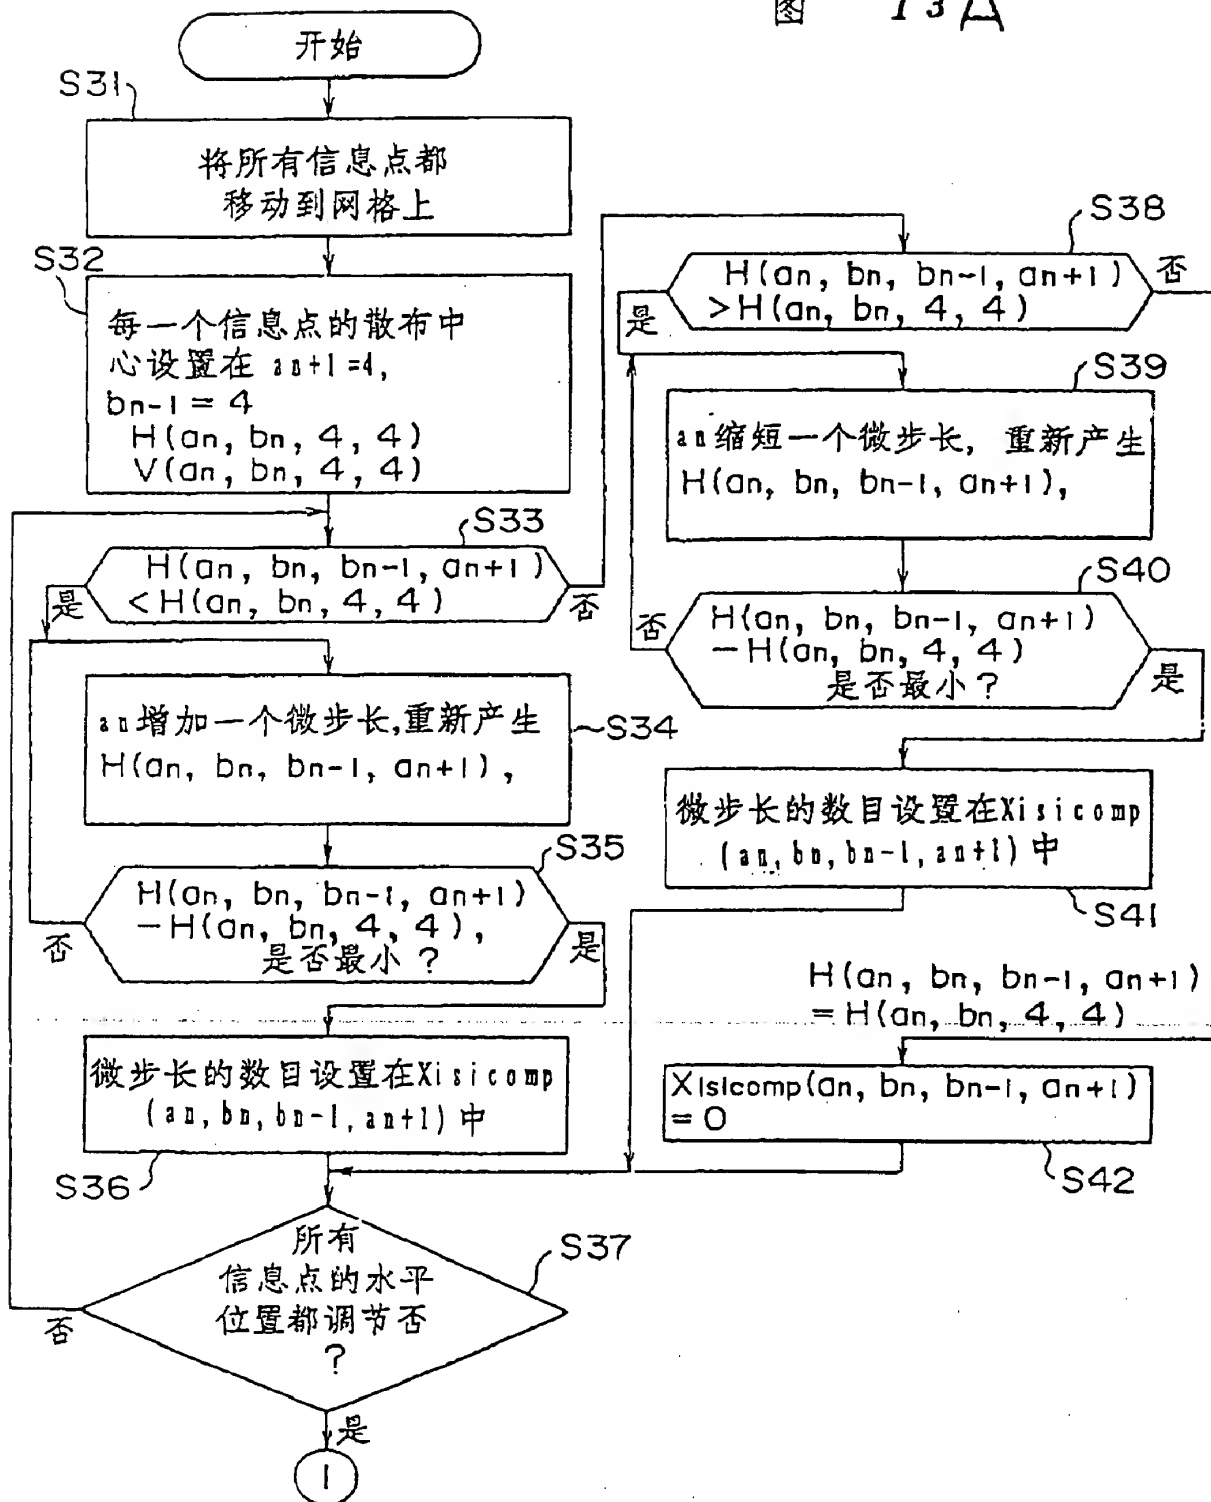 图 13A
开始
S31
将所有信息点都
移动到网格上
S32
每一个信息点的散布中
心设置在 an+1=4,
bn-1=4
H(an, bn, 4, 4)
V(an, bn, 4, 4)
S33
H(an, bn, bn-1, an+1)
<H(an, bn, 4, 4)
是
否
an增加一个微步长,重新产生
H(an, bn, bn-1, an+1),
S34
S35
H(an, bn, bn-1, an+1)
-H(an, bn, 4, 4),
是否最小?
否
是
微步长的数目设置在Xisicomp
(an,bn,bn-1,an+1)中
S36
所有
信息点的水平
位置都调节否
?
S37
否
是
1
S38
H(an, bn, bn-1, an+1)
>H(an, bn, 4, 4)
是
否
S39
an缩短一个微步长, 重新产生
H(an, bn, bn-1, an+1),
S40
H(an, bn, bn-1, an+1)
-H(an, bn, 4, 4)
是否最小?
否
是
微步长的数目设置在Xisicomp
(an,bn,bn-1,an+1)中
S41
H(an, bn, bn-1, an+1)
=H(an, bn, 4, 4)
Xisicomp(an, bn, bn-1, an+1)
=0
S42